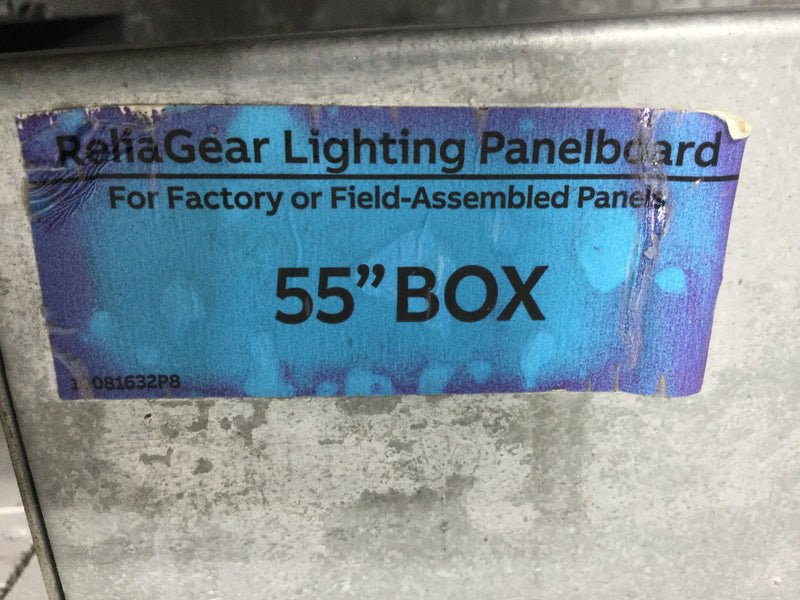 ReliaGear Lighting Panelboard
For Factory or Field-Assembled Panels
55” BOX